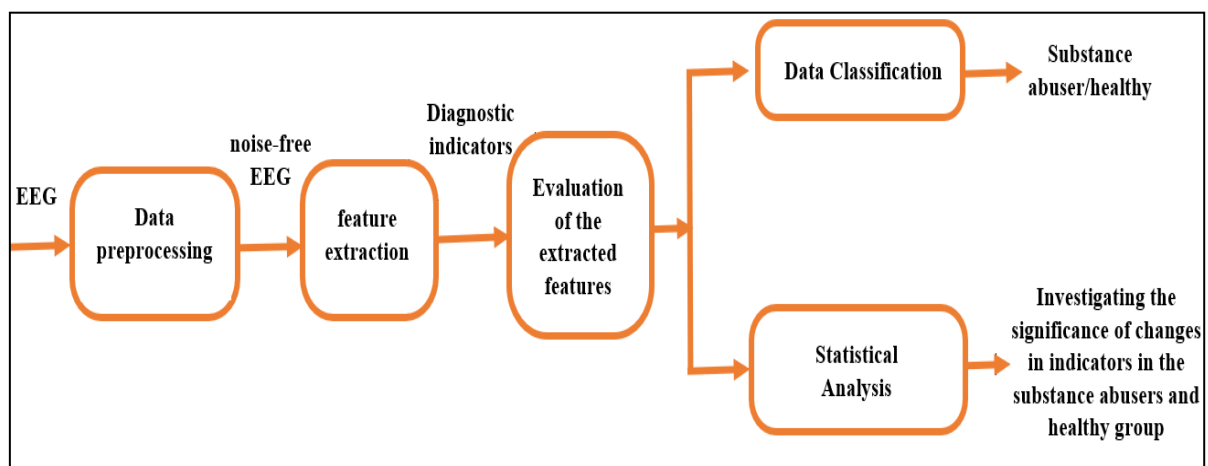 EEG
Data
preprocessing
noise-free
EEG
feature
extraction
Diagnostic
indicators
Evaluation
of the
extracted
features
Data Classification
Substance
abuser/healthy
Statistical
Analysis
Investigating the
significance of changes
in indicators in the
substance abusers and
healthy group